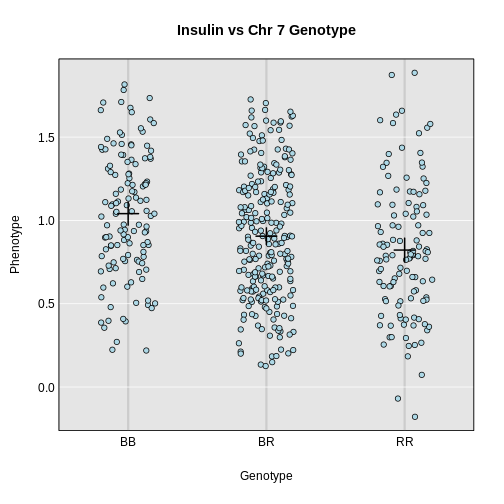 Insulin vs Chr 7 Genotype
Phenotype
1.5
1.0
0.5
0.0
BB BR RR
Genotype